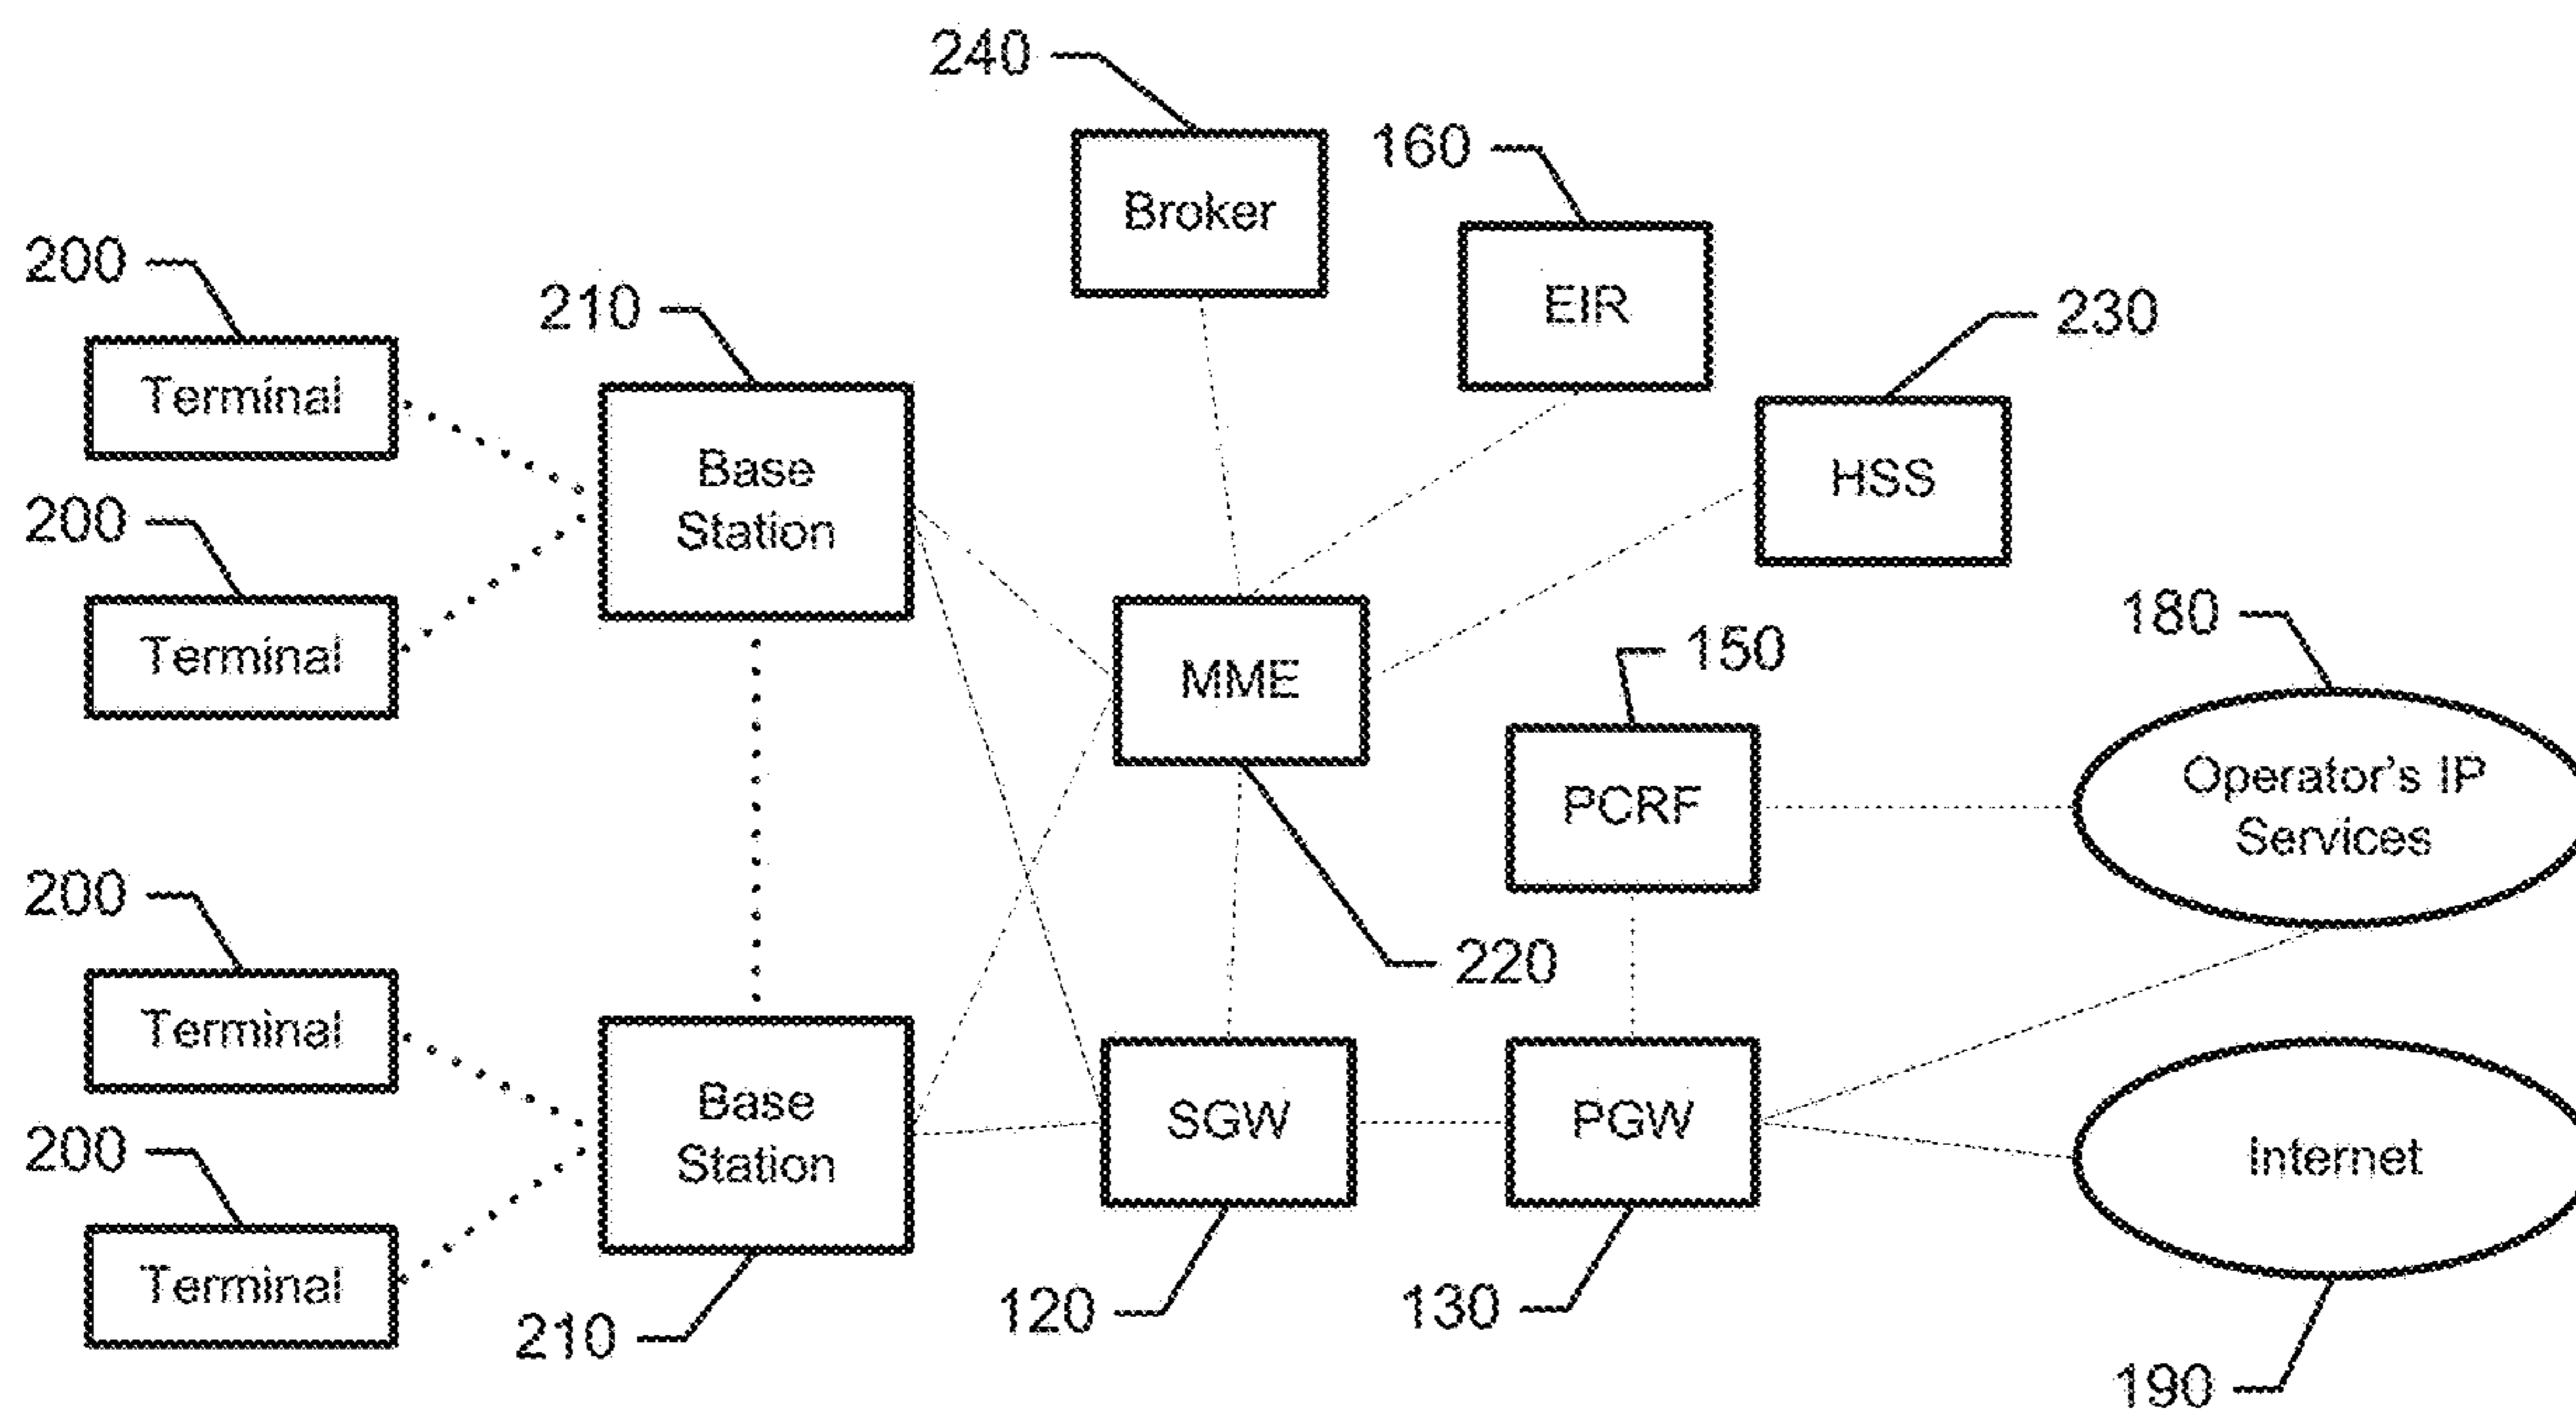 240
160
Broker
200
210
EIR
230
Terminal
Base
Station
HSS
200
Terminal
MME
150
180
PCRF
Operator's IP
Services
200
220
Terminal
Base
Station
SGW
PGW
Internet
200
Terminal
210
120
130
190